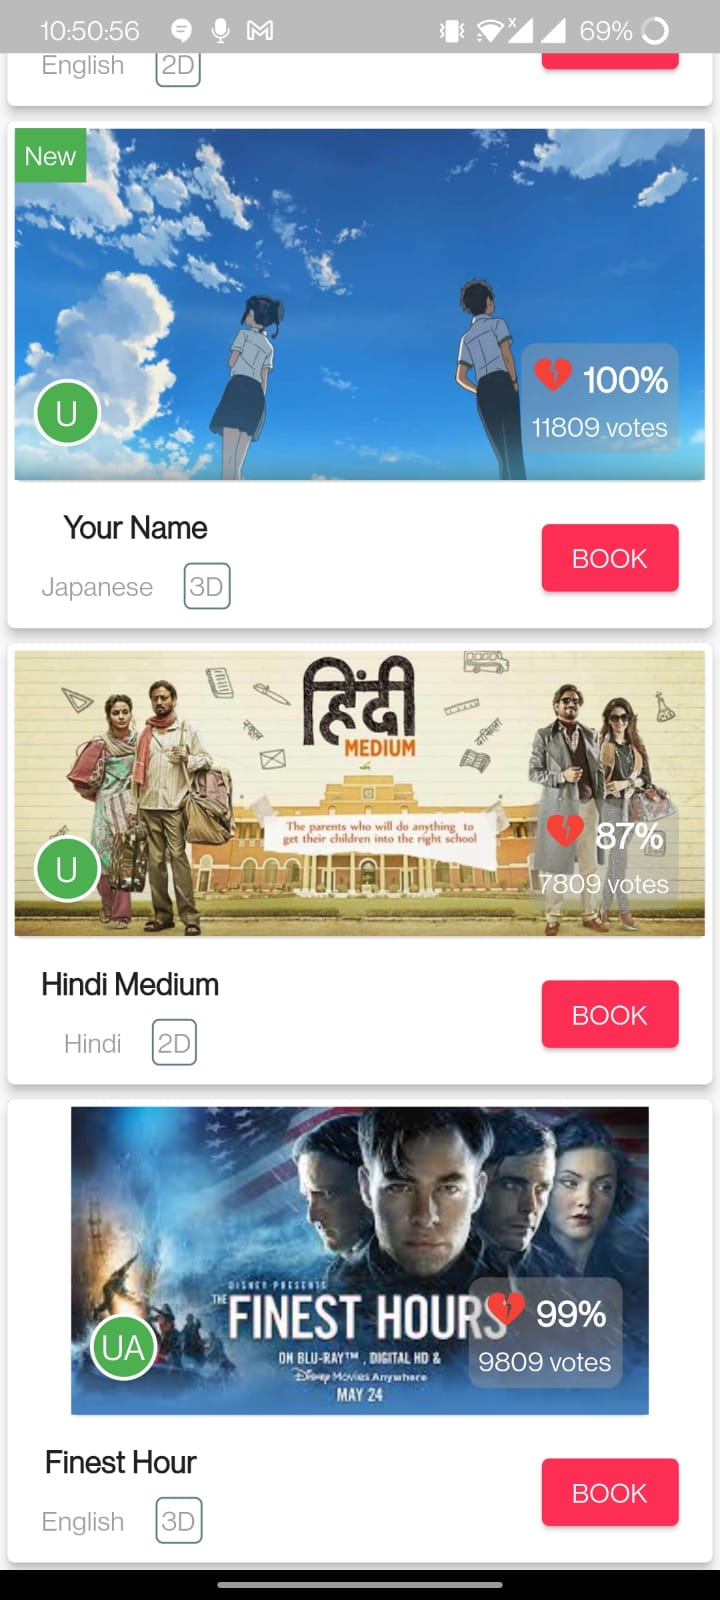 10:50:56
69%
English 2D
New
100%
U
11809 votes
Your Name
BOOK
Japanese 3D
हिंदी
MEDIUM
स्कूल
दाखिला
The parents who will do anything to
get their children into the right school
87%
U
7809 votes
Hindi Medium
BOOK
Hindi 2D
DISNEY PRESENTS
THE
FINEST HOURS
99%
UA
ON BLU-RAY™, DIGITAL HD &
9809 votes
Disney Movies Anywhere
MAY 24
Finest Hour
BOOK
English 3D